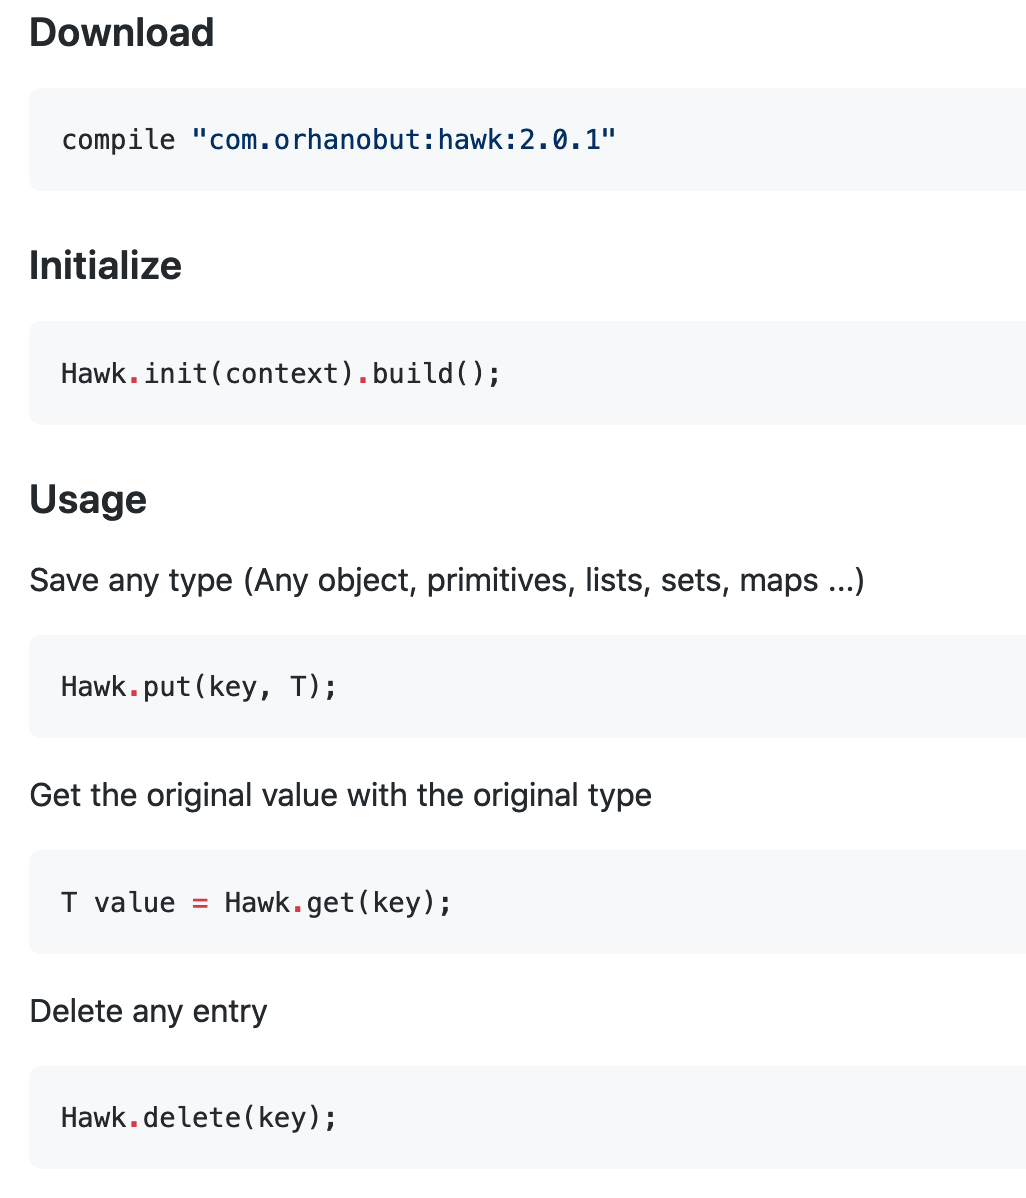 Download
compile "com.orhanobut:hawk:2.0.1"
Initialize
Hawk.init(context).build();
Usage
Save any type (Any object, primitives, lists, sets, maps ...)
Hawk.put(key, T);
Get the original value with the original type
T value = Hawk.get(key);
Delete any entry
Hawk.delete(key);